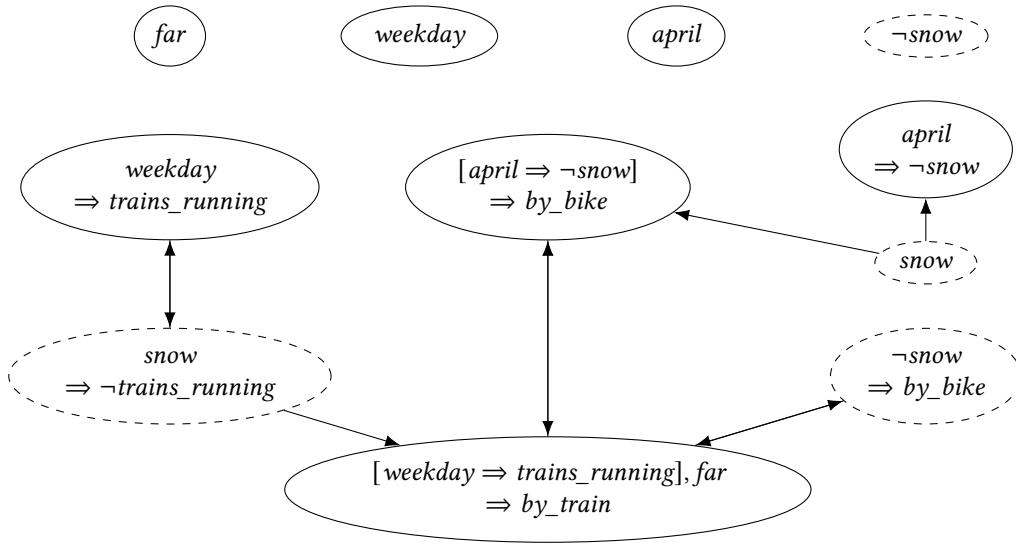 far
weekday
april
¬snow
weekday
⇒ trains_running
[april ⇒ ¬snow]
⇒ by_bike
april
⇒ ¬snow
snow
snow
⇒ ¬trains_running
¬snow
⇒ by_bike
[weekday ⇒ trains_running], far
⇒ by_train